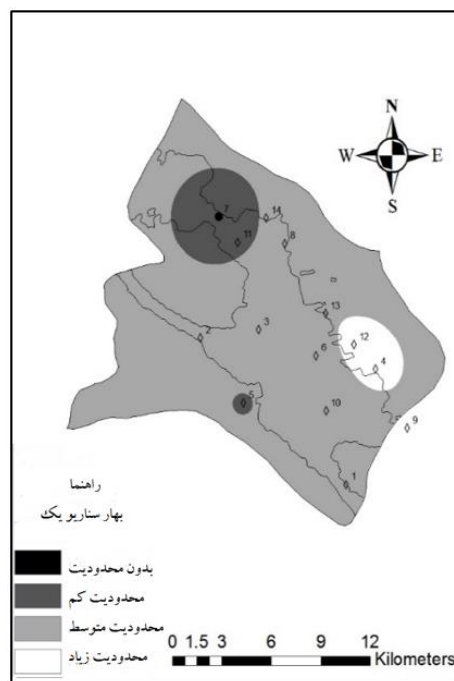 N
W E
S
7
14
11
8
13
3
2
12
6
4
5
10
9
1
راهنما
بهار سناریو یک
بدون محدودیت
محدودیت کم
محدودیت متوسط
محدودیت زیاد
0 1.5 3 6 9 12
Kilometers